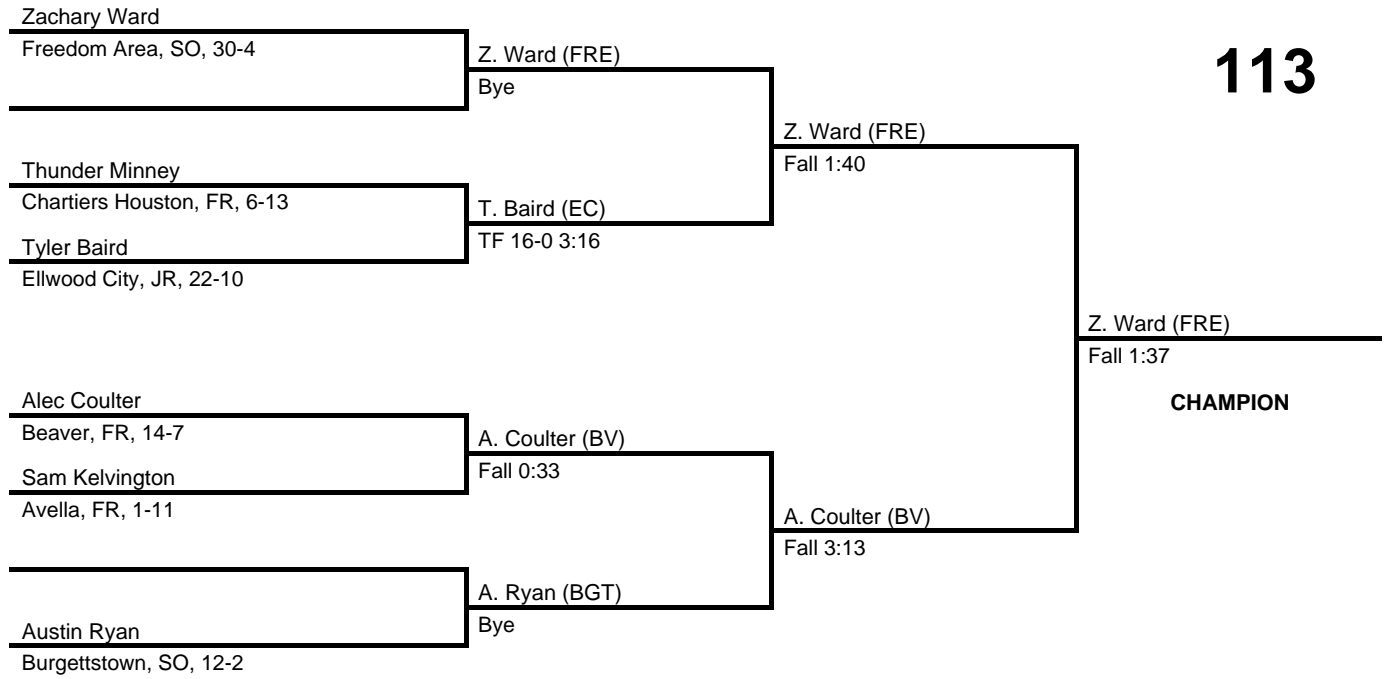 Zachary Ward
Freedom Area, SO, 30-4
Z. Ward (FRE)
Bye
113
Z. Ward (FRE)
Fall 1:40
Thunder Minney
Chartiers Houston, FR, 6-13
T. Baird (EC)
TF 16-0 3:16
Tyler Baird
Ellwood City, JR, 22-10
Z. Ward (FRE)
Fall 1:37
CHAMPION
Alec Coulter
Beaver, FR, 14-7
A. Coulter (BV)
Fall 0:33
Sam Kelvington
Avella, FR, 1-11
A. Coulter (BV)
Fall 3:13
A. Ryan (BGT)
Bye
Austin Ryan
Burgettstown, SO, 12-2